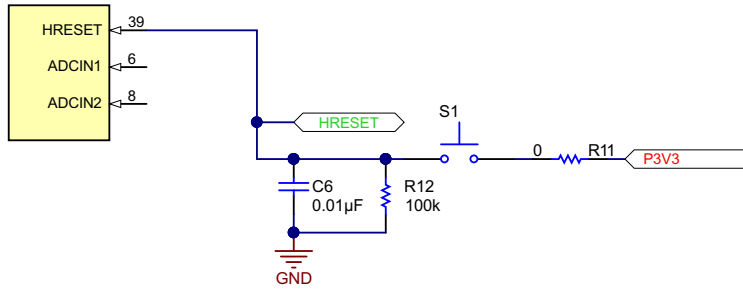 HRESET 39
ADCIN1 6
ADCIN2 8
HRESET
S1
0 R11 P3V3
C6
0.01µF
R12
100k
GND